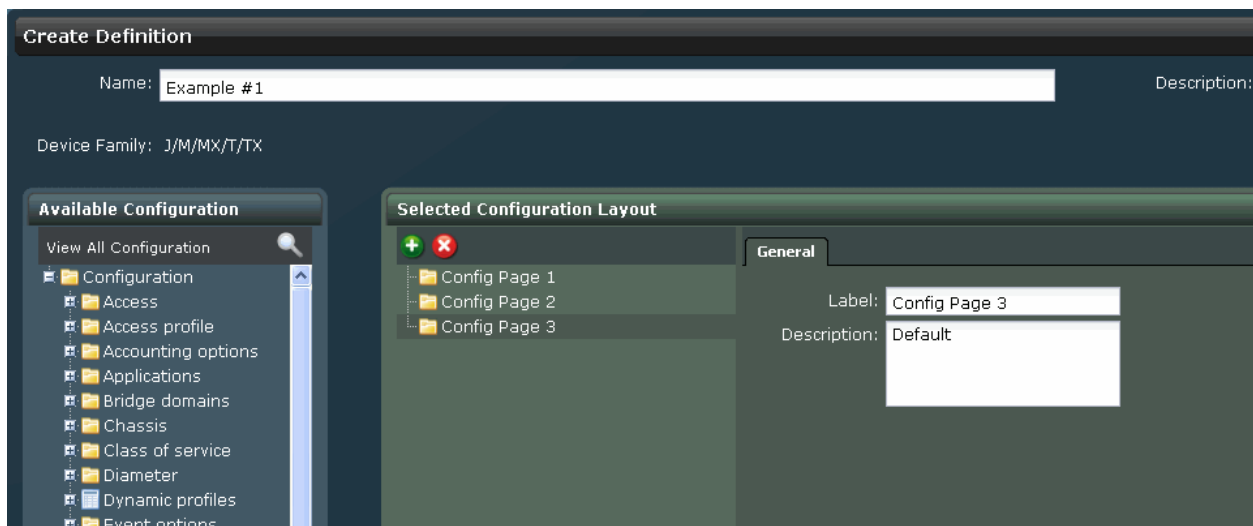 Create Definition
Name: Example #1
Description:
Device Family: J/M/MX/T/TX
Available Configuration
View All Configuration
Configuration
Access
Access profile
Accounting options
Applications
Bridge domains
Chassis
Class of service
Diameter
Dynamic profiles
Event options
Selected Configuration Layout
Config Page 1
Config Page 2
Config Page 3
General
Label: Config Page 3
Description: Default